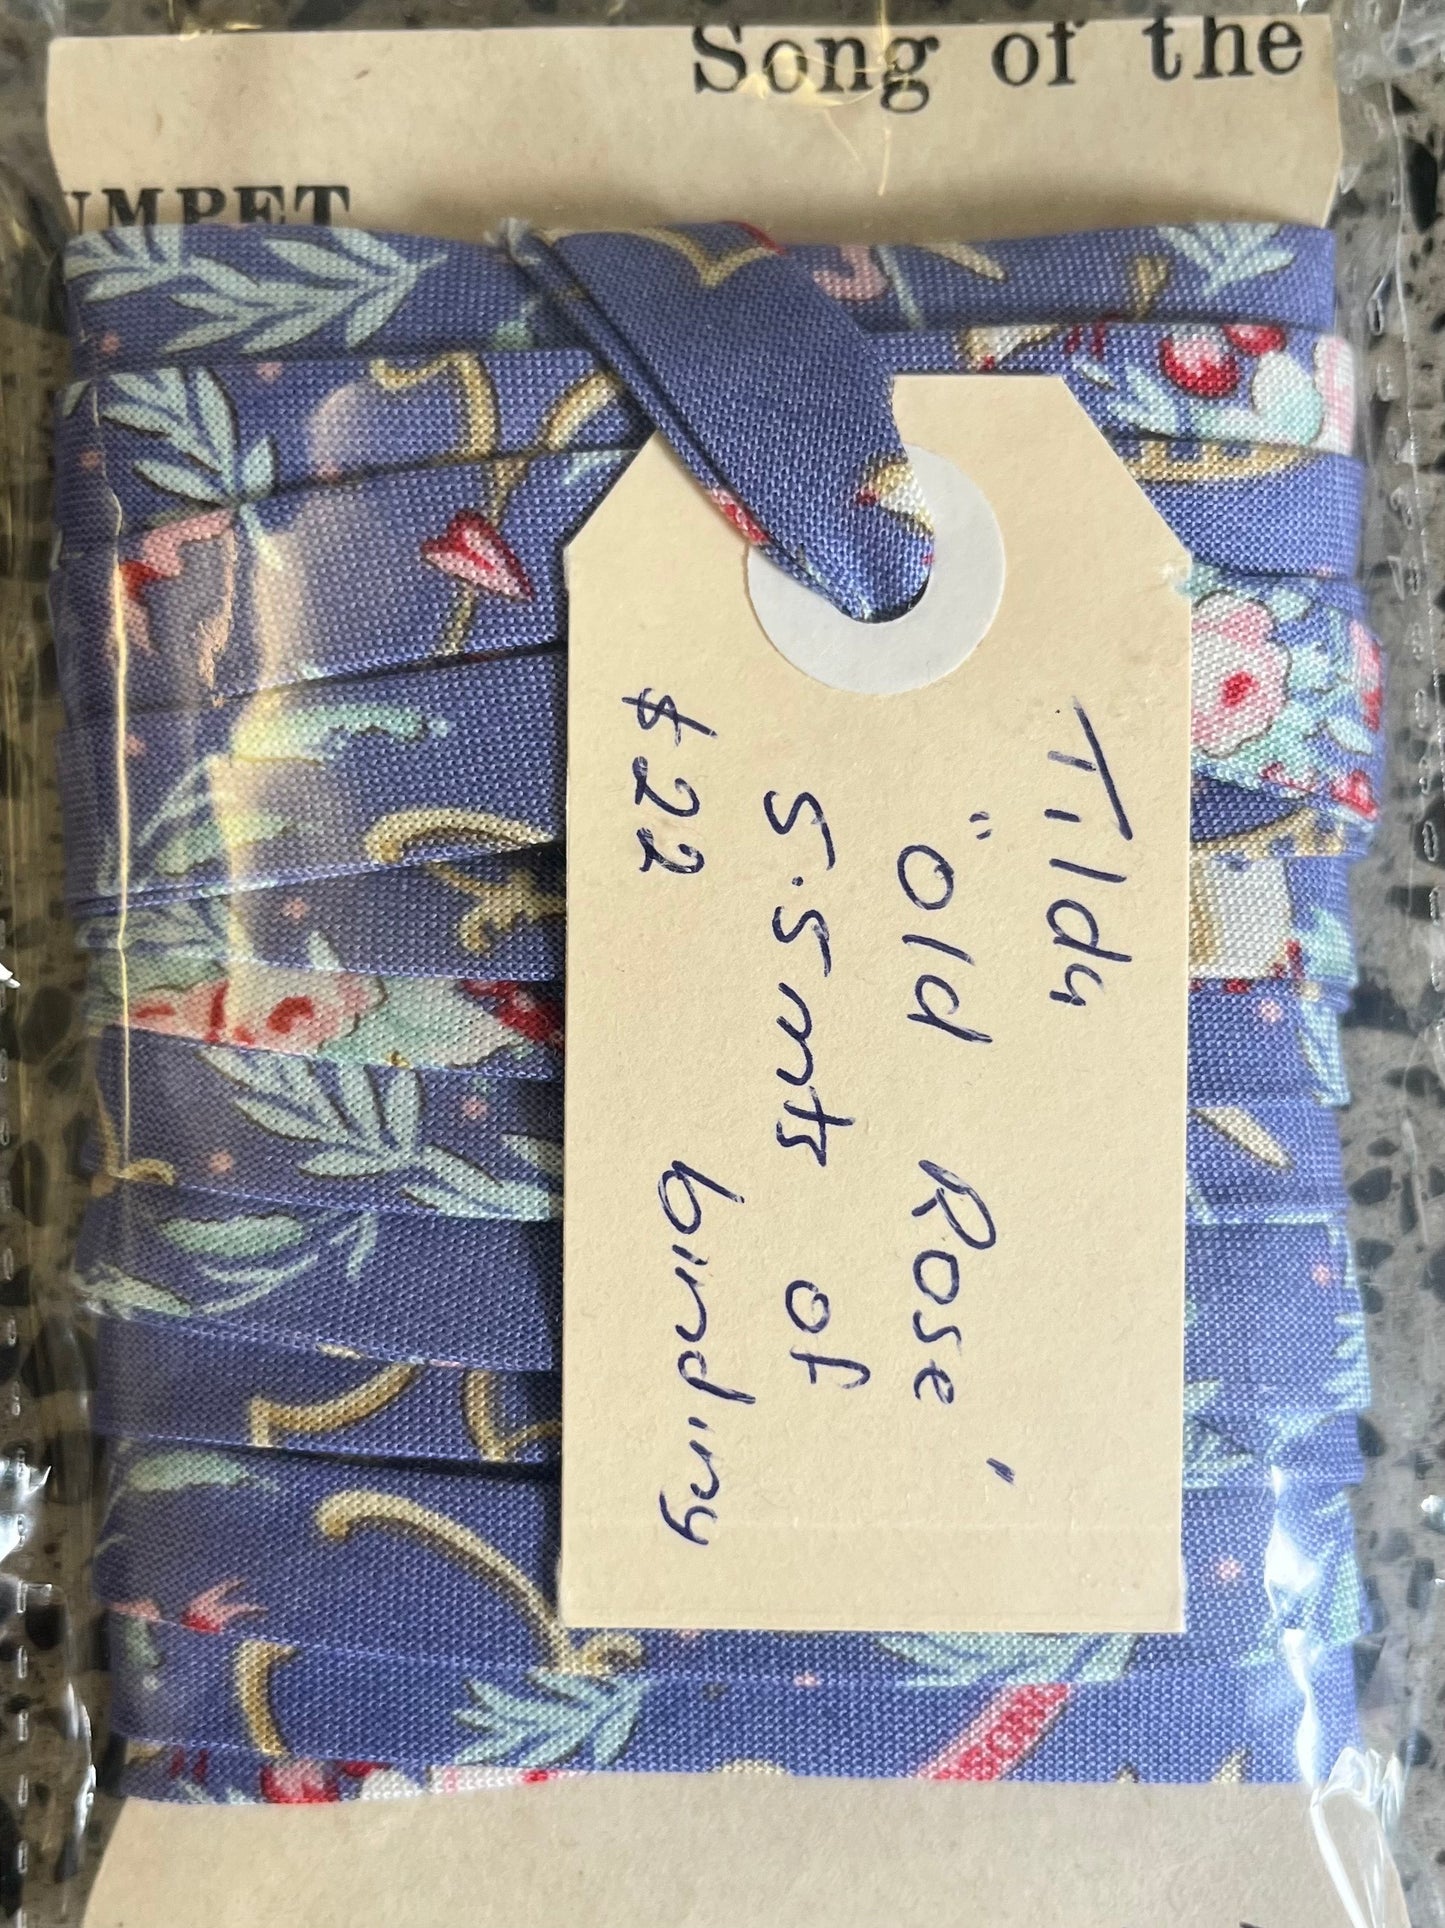 Song of the
UMPET
Tilda
"Old Rose'
5.5mts of
$22 binding